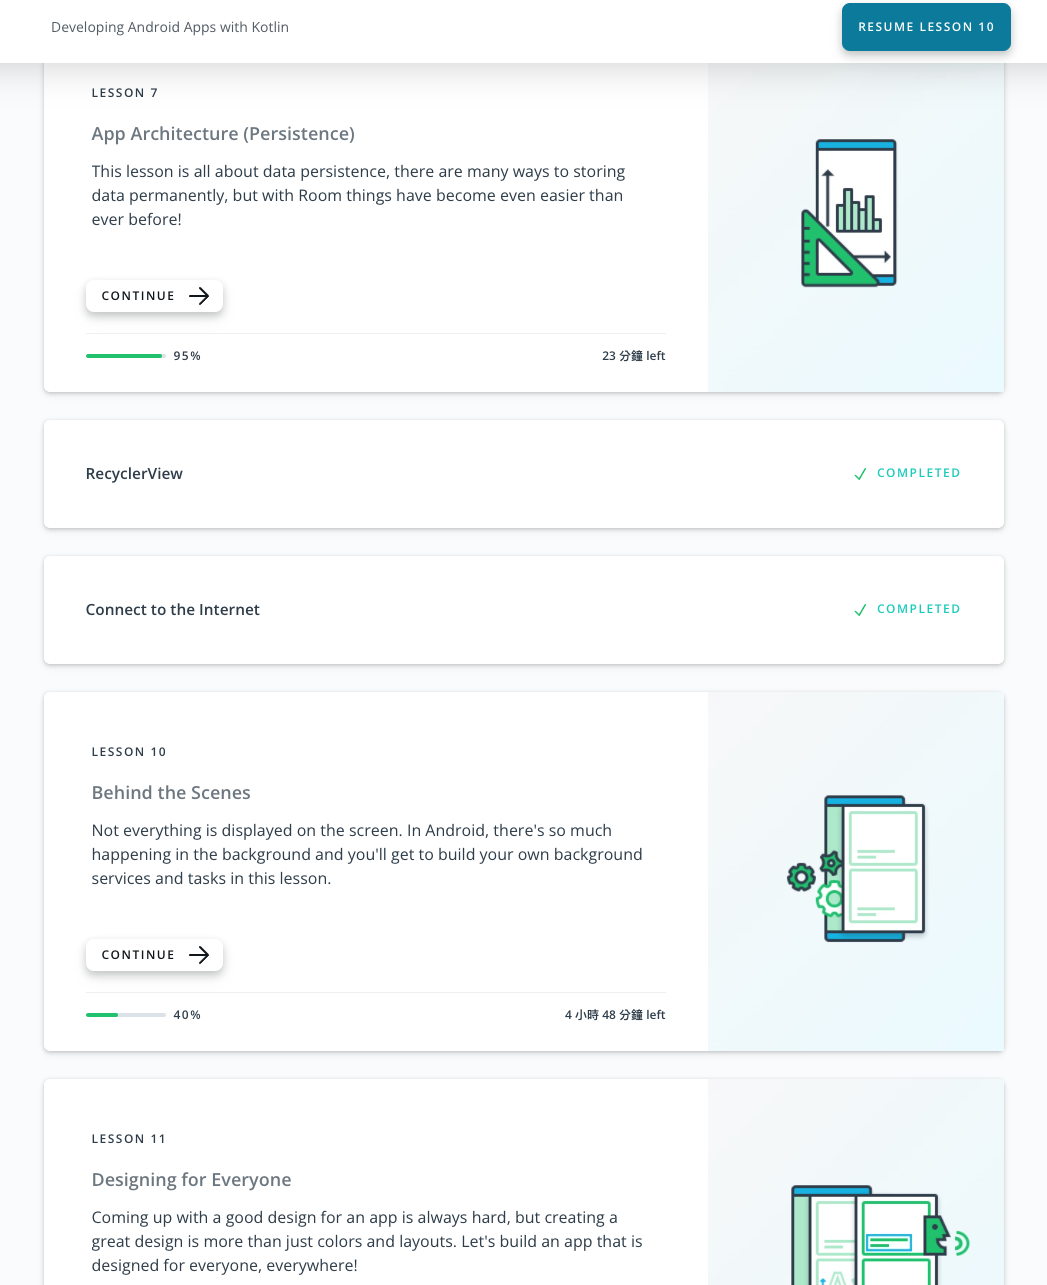 Developing Android Apps with Kotlin
RESUME LESSON 10
LESSON 7
App Architecture (Persistence)
This lesson is all about data persistence, there are many ways to storing
data permanently, but with Room things have become even easier than
ever before!
CONTINUE
95%
23 分鐘 left
RecyclerView
COMPLETED
Connect to the Internet
COMPLETED
LESSON 10
Behind the Scenes
Not everything is displayed on the screen. In Android, there's so much
happening in the background and you'll get to build your own background
services and tasks in this lesson.
CONTINUE
40%
4 小時 48 分鐘 left
LESSON 11
Designing for Everyone
Coming up with a good design for an app is always hard, but creating a
great design is more than just colors and layouts. Let's build an app that is
designed for everyone, everywhere!